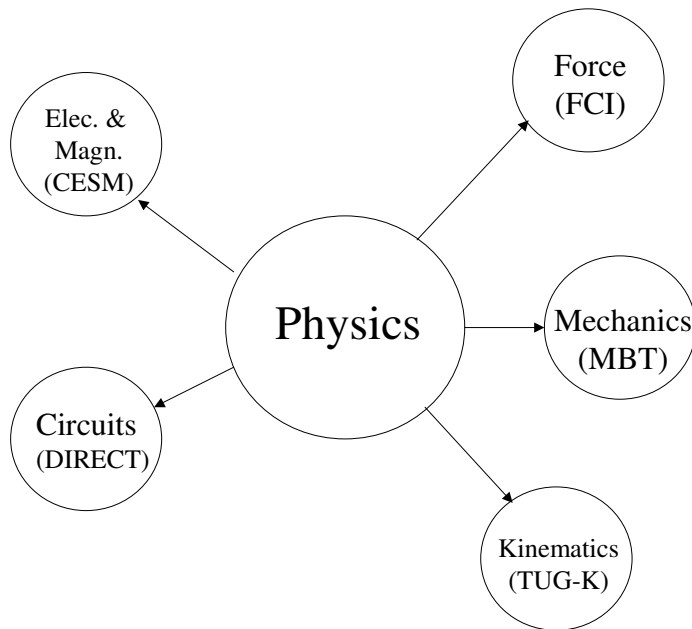 Force
(FCI)
Elec. &
Magn.
(CESM)
Physics
Mechanics
(MBT)
Circuits
(DIRECT)
Kinematics
(TUG-K)